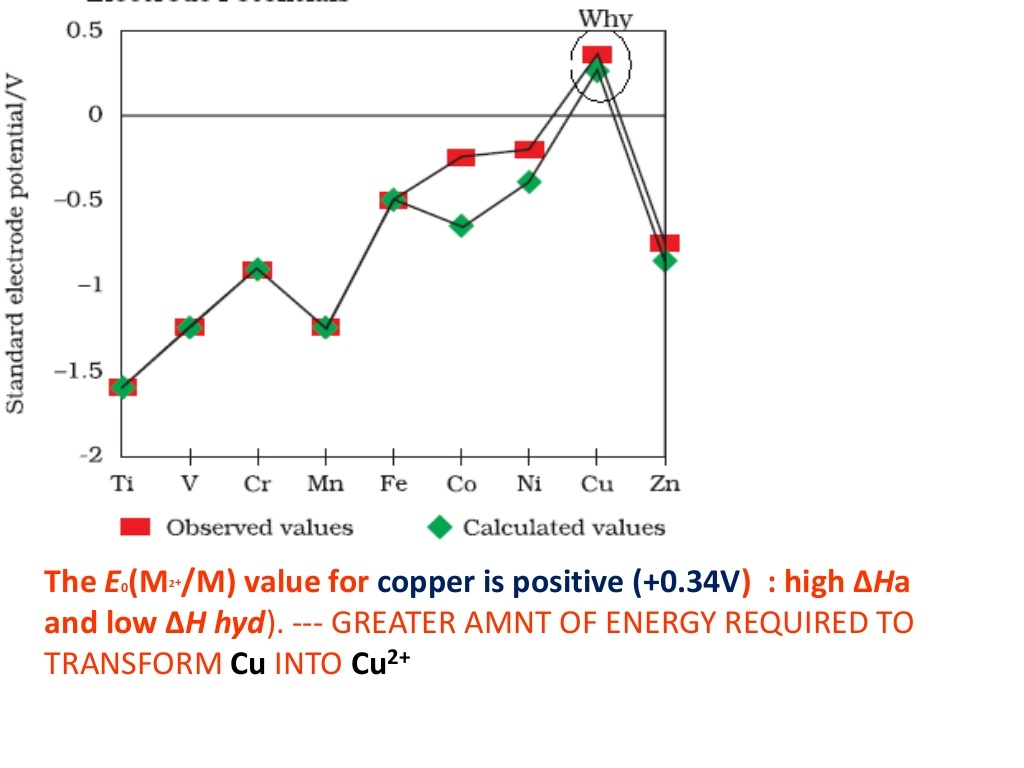 Why
0.5
0
−0.5
−1
−1.5
-2
Standard electrode potential/V
Ti V Cr Mn Fe Co Ni Cu Zn
Observed values Calculated values
The E₀(M²⁺/M) value for copper is positive (+0.34V) : high ΔHa
and low ΔH hyd). --- GREATER AMNT OF ENERGY REQUIRED TO
TRANSFORM Cu INTO Cu²⁺